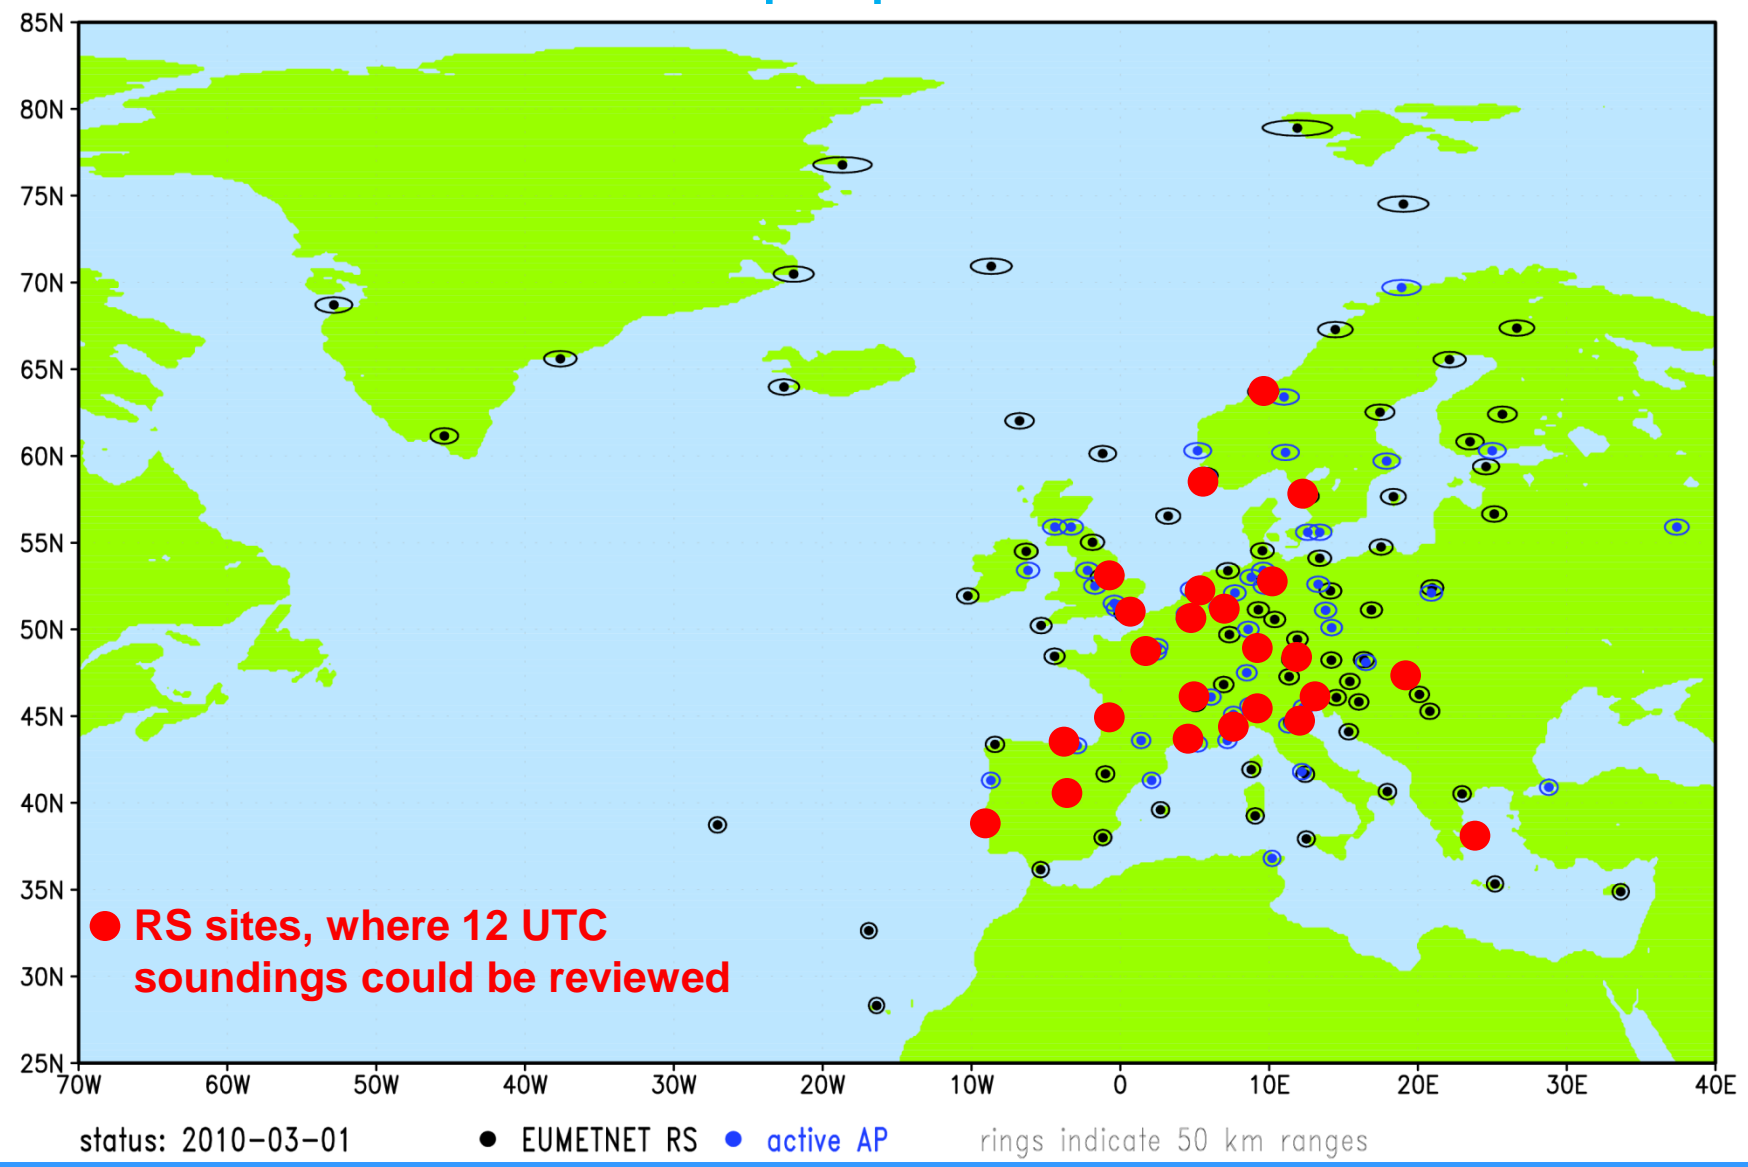 85N
80N
75N
70N
65N
60N
55N
50N
45N
40N
35N
30N
25N
RS sites, where 12 UTC
soundings could be reviewed
70W 60W 50W 40W 30W 20W 10W 0 10E 20E 30E 40E
status: 2010-03-01 EUMETNET RS active AP rings indicate 50 km ranges